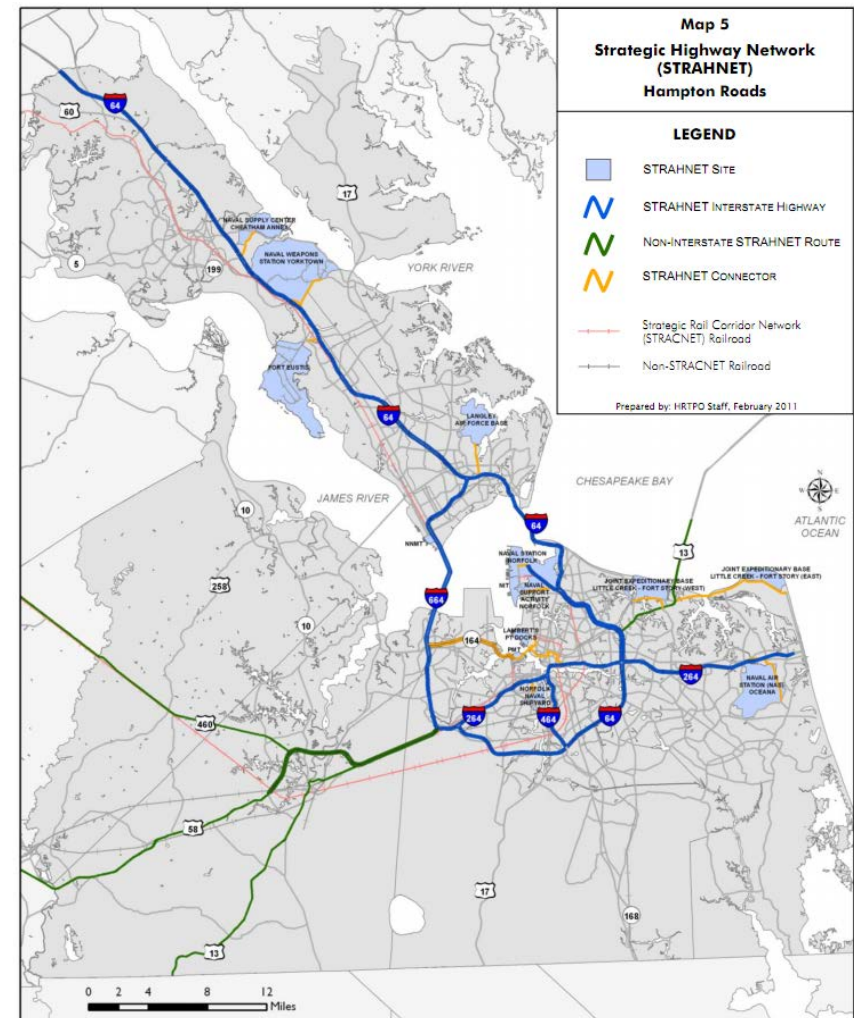 Map 5
Strategic Highway Network
(STRAHNET)
Hampton Roads
LEGEND
STRAHNET SITE
STRAHNET INTERSTATE HIGHWAY
NON-INTERSTATE STRAHNET ROUTE
STRAHNET CONNECTOR
Strategic Rail Corridor Network
(STRACNET) Railroad
Non-STRACNET Railroad
Prepared by: HRTPO Staff, February 2011
64
60
17
NAVAL SUPPLY CENTER
CHEATHAM ANNEX
NAVAL WEAPONS
STATION YORKTOWN
YORK RIVER
5
199
FORT EUSTIS
64
LANGLEY
AIR FORCE BASE
CHESAPEAKE BAY
N
W
E
S
ATLANTIC
OCEAN
JAMES RIVER
10
64
NNMT
13
258
NAVAL STATION
NORFOLK
NIT
NAVAL
SUPPORT
ACTIVITY
NORFOLK
JOINT EXPEDITIONARY BASE
LITTLE CREEK - FORT STORY (WEST)
JOINT EXPEDITIONARY BASE
LITTLE CREEK - FORT STORY (EAST)
664
10
164
LAMBERT'S
PT DOCKS
PMT
264
NAVAL AIR
STATION (NAS)
OCEANA
NORFOLK
NAVAL
SHIPYARD
460
264
464
64
58
17
168
13
0 2 4 8 12
Miles